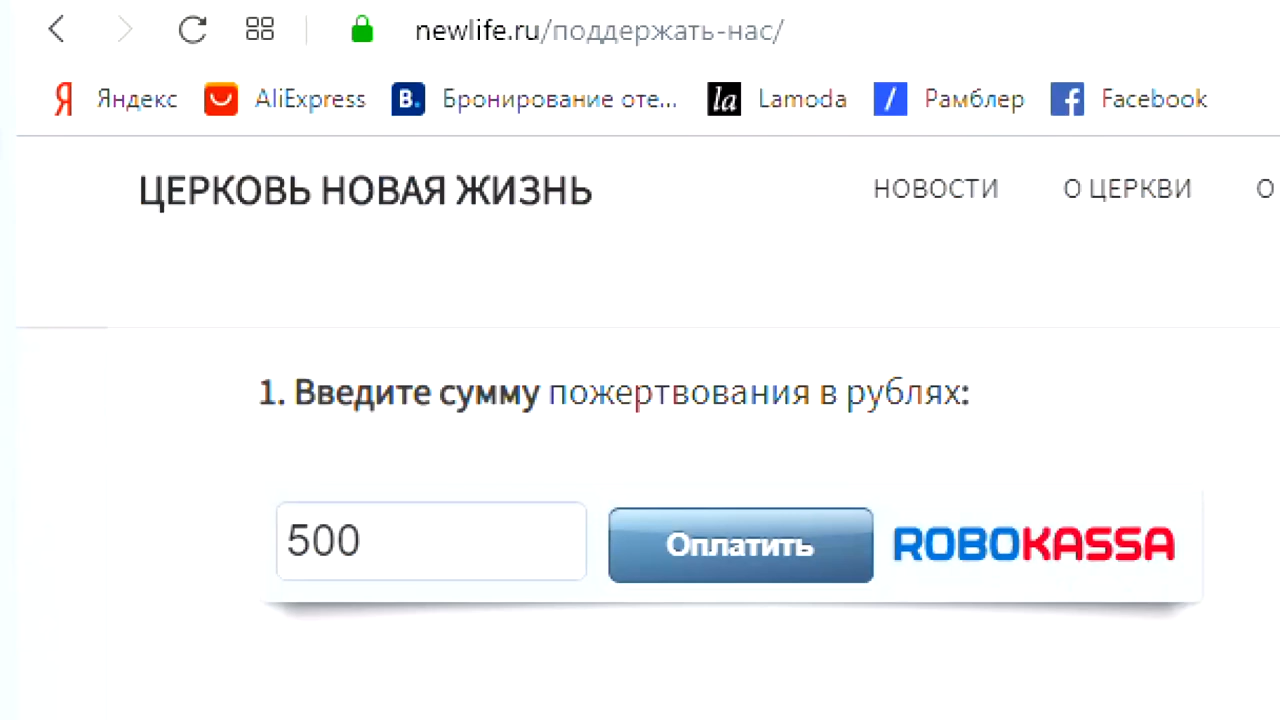 newlife.ru/поддержать-нас/
Я Яндекс AliExpress B. Бронирование оте... la Lamoda / Рамблер f Facebook
ЦЕРКОВЬ НОВАЯ ЖИЗНЬ НОВОСТИ О ЦЕРКВИ О
1. Введите сумму пожертвования в рублях:
500 Оплатить ROBOKASSA